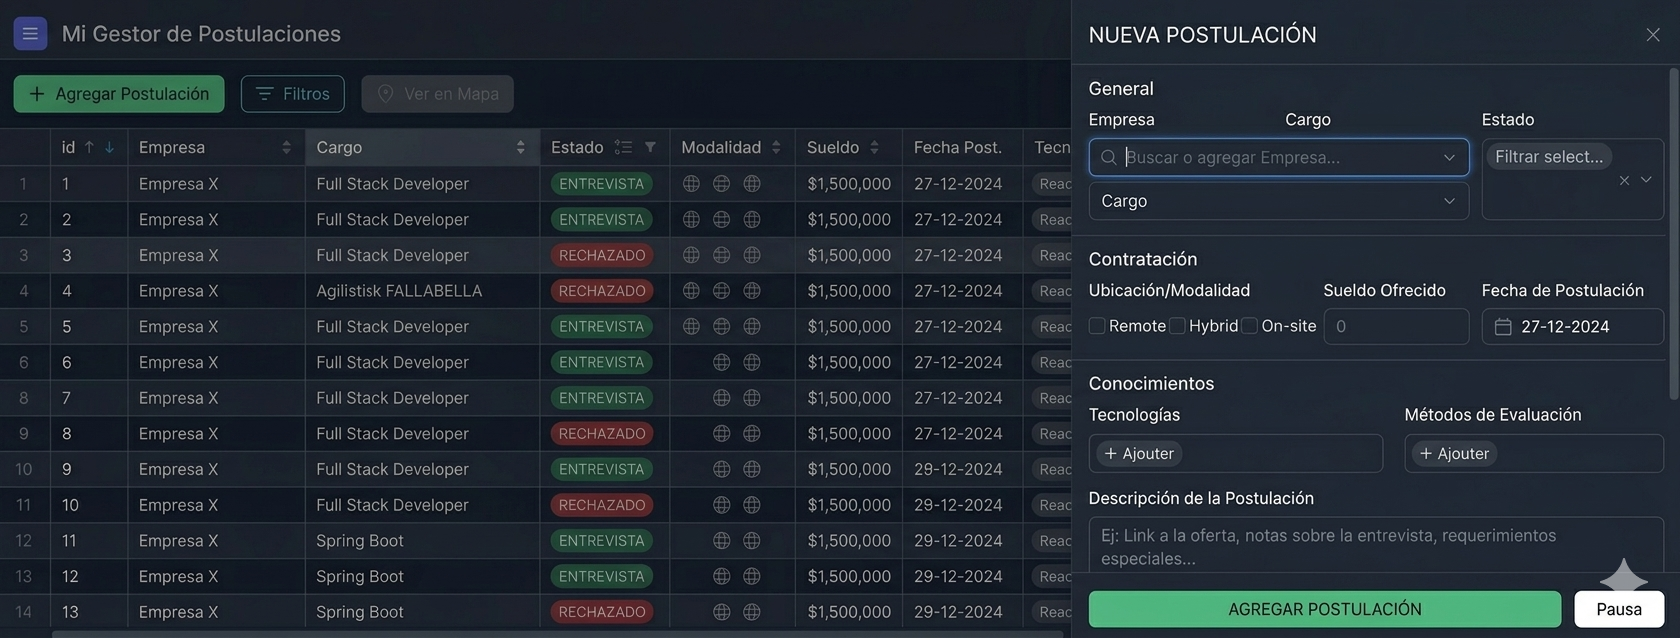 Mi Gestor de Postulaciones
+ Agregar Postulación
Filtros
Ver en Mapa
id ↑ ↓ Empresa Cargo Estado Modalidad Sueldo Fecha Post. Tecn
1 1 Empresa X Full Stack Developer ENTREVISTA $1,500,000 27-12-2024 Reac
2 2 Empresa X Full Stack Developer ENTREVISTA $1,500,000 27-12-2024 Reac
3 3 Empresa X Full Stack Developer RECHAZADO $1,500,000 27-12-2024 Reac
4 4 Empresa X Agilistisk FALLABELLA RECHAZADO $1,500,000 27-12-2024 Reac
5 5 Empresa X Full Stack Developer ENTREVISTA $1,500,000 27-12-2024 Reac
6 6 Empresa X Full Stack Developer ENTREVISTA $1,500,000 27-12-2024 Reac
8 7 Empresa X Full Stack Developer ENTREVISTA $1,500,000 27-12-2024 Reac
9 8 Empresa X Full Stack Developer RECHAZADO $1,500,000 27-12-2024 Reac
10 9 Empresa X Full Stack Developer ENTREVISTA $1,500,000 29-12-2024 Reac
11 10 Empresa X Full Stack Developer RECHAZADO $1,500,000 29-12-2024 Reac
12 11 Empresa X Spring Boot ENTREVISTA $1,500,000 29-12-2024 Reac
13 12 Empresa X Spring Boot ENTREVISTA $1,500,000 29-12-2024 Reac
14 13 Empresa X Spring Boot RECHAZADO $1,500,000 29-12-2024 Reac
NUEVA POSTULACIÓN
General
Empresa Cargo Estado
Buscar o agregar Empresa...
Filtrar select...
Cargo
Contratación
Ubicación/Modalidad Sueldo Ofrecido Fecha de Postulación
Remote Hybrid On-site 0 27-12-2024
Conocimientos
Tecnologías Métodos de Evaluación
+ Ajouter + Ajouter
Descripción de la Postulación
Ej: Link a la oferta, notas sobre la entrevista, requerimientos
especiales...
AGREGAR POSTULACIÓN Pausa